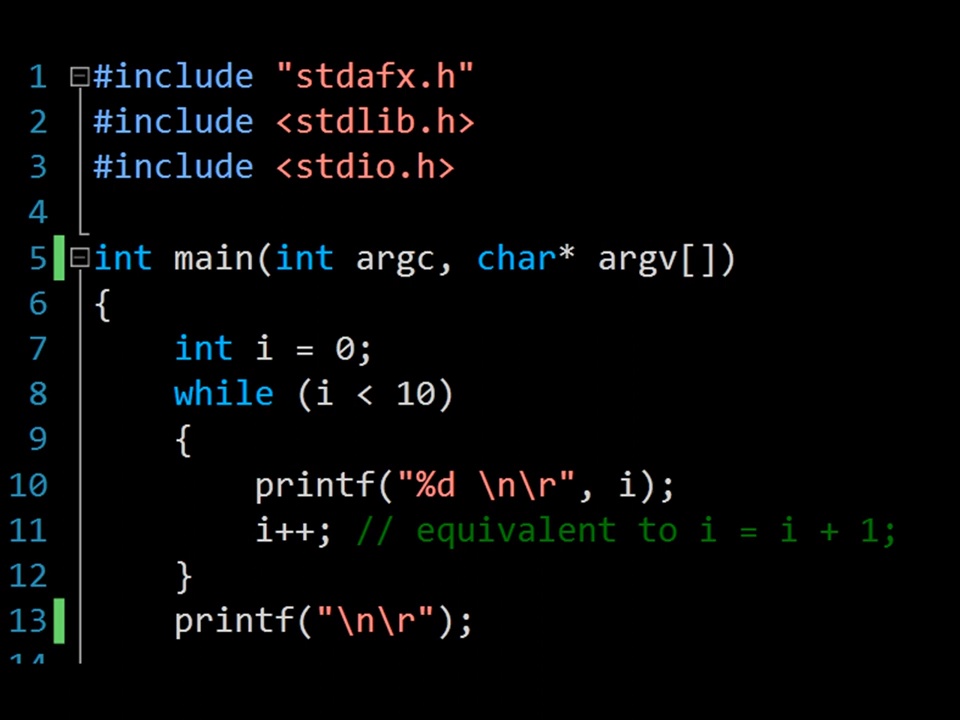 1 #include "stdafx.h"
2 #include <stdlib.h>
3 #include <stdio.h>
4
5 int main(int argc, char* argv[])
6 {
7 int i = 0;
8 while (i < 10)
9 {
10 printf("%d \n\r", i);
11 i++; // equivalent to i = i + 1;
12 }
13 printf("\n\r");
14